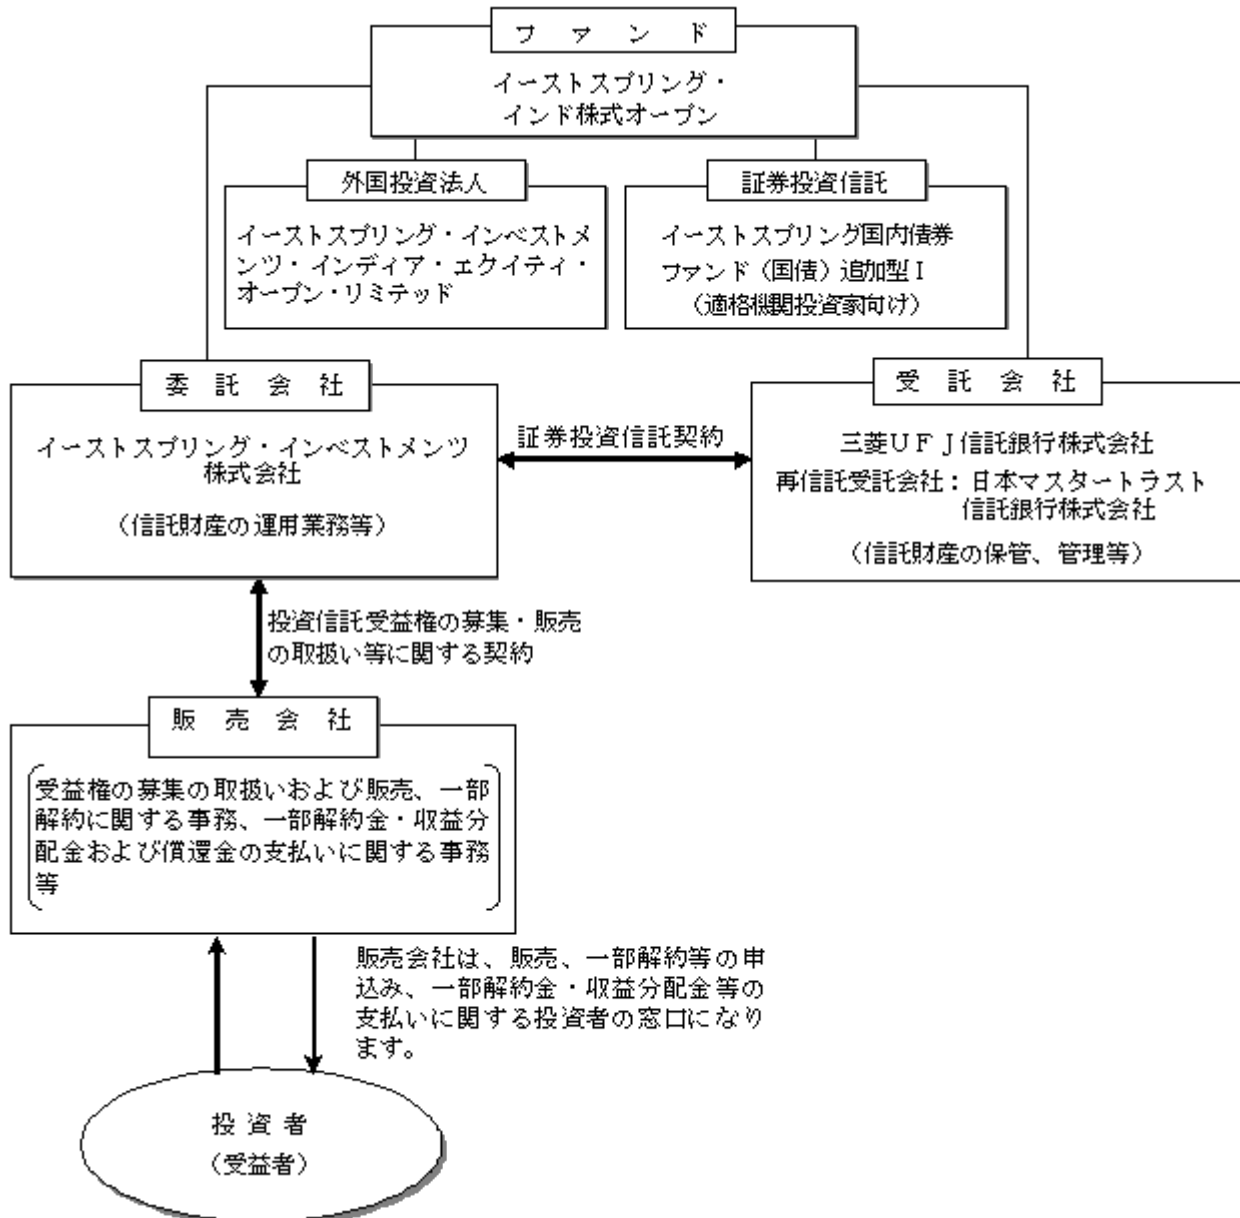 ファンド
イーストスプリング・
インド株式オープン
外国投資法人
イーストスプリング・インベストメ
ンツ・インディア・エクイティ・
オープン・リミテッド
証券投資信託
イーストスプリング国内債券
ファンド（国債）追加型Ⅰ
（適格機関投資家向け）
委託会社
イーストスプリング・インベストメンツ
株式会社
（信託財産の運用業務等）
証券投資信託契約
受託会社
三菱ＵＦＪ信託銀行株式会社
再信託受託会社：日本マスタートラスト
信託銀行株式会社
（信託財産の保管、管理等）
投資信託受益権の募集・販売
の取扱い等に関する契約
販売会社
受益権の募集の取扱いおよび販売、一部
解約に関する事務、一部解約金・収益分
配金および償還金の支払いに関する事務
等
販売会社は、販売、一部解約等の申
込み、一部解約金・収益分配金等の
支払いに関する投資者の窓口になり
ます。
投資者
（受益者）